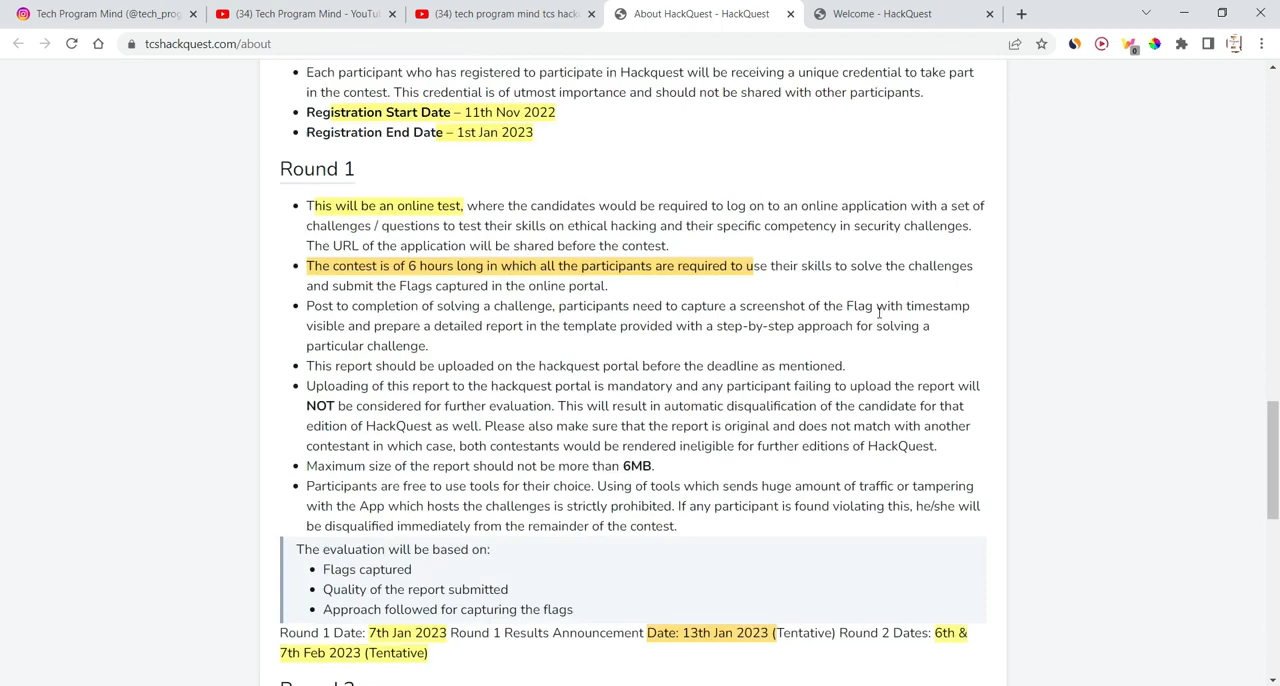 Tech Program Mind (@tech_prog
(34) Tech Program Mind - YouTu
(34) tech program mind tcs hack
About HackQuest - HackQuest
Welcome - HackQuest
tcshackquest.com/about
0
• Each participant who has registered to participate in Hackquest will be receiving a unique credential to take part
in the contest. This credential is of utmost importance and should not be shared with other participants.
• Registration Start Date – 11th Nov 2022
• Registration End Date – 1st Jan 2023
Round 1
• This will be an online test, where the candidates would be required to log on to an online application with a set of
challenges / questions to test their skills on ethical hacking and their specific competency in security challenges.
The URL of the application will be shared before the contest.
• The contest is of 6 hours long in which all the participants are required to use their skills to solve the challenges
and submit the Flags captured in the online portal.
• Post to completion of solving a challenge, participants need to capture a screenshot of the Flag with timestamp
visible and prepare a detailed report in the template provided with a step-by-step approach for solving a
particular challenge.
• This report should be uploaded on the hackquest portal before the deadline as mentioned.
• Uploading of this report to the hackquest portal is mandatory and any participant failing to upload the report will
NOT be considered for further evaluation. This will result in automatic disqualification of the candidate for that
edition of HackQuest as well. Please also make sure that the report is original and does not match with another
contestant in which case, both contestants would be rendered ineligible for further editions of HackQuest.
• Maximum size of the report should not be more than 6MB.
• Participants are free to use tools for their choice. Using of tools which sends huge amount of traffic or tampering
with the App which hosts the challenges is strictly prohibited. If any participant is found violating this, he/she will
be disqualified immediately from the remainder of the contest.
The evaluation will be based on:
• Flags captured
• Quality of the report submitted
• Approach followed for capturing the flags
Round 1 Date: 7th Jan 2023 Round 1 Results Announcement Date: 13th Jan 2023 (Tentative) Round 2 Dates: 6th &
7th Feb 2023 (Tentative)